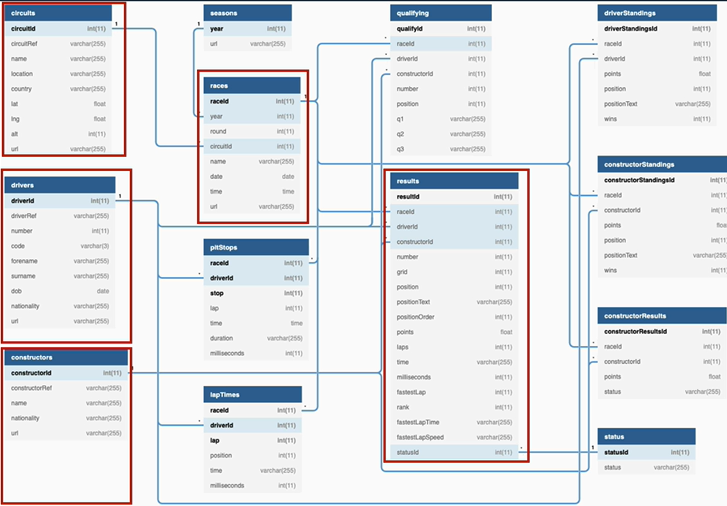 circuits
circuitId int(11)
circuitRef varchar(255)
name varchar(255)
location varchar(255)
country varchar(255)
lat float
lng float
alt int(11)
url varchar(255)
drivers
driverId int(11)
driverRef varchar(255)
number int(11)
code varchar(3)
forename varchar(255)
surname varchar(255)
dob date
nationality varchar(255)
url varchar(255)
constructors
constructorId int(11)
constructorRef varchar(255)
name varchar(255)
nationality varchar(255)
url varchar(255)
seasons
year int(11)
url varchar(255)
races
raceId int(11)
year int(11)
round int(11)
circuitId int(11)
name varchar(255)
date date
time time
url varchar(255)
pitStops
raceId int(11)
driverId int(11)
stop int(11)
lap int(11)
time time
duration varchar(255)
milliseconds int(11)
lapTimes
raceId int(11)
driverId int(11)
lap int(11)
position int(11)
time varchar(255)
milliseconds int(11)
qualifying
qualifyId int(11)
raceId int(11)
driverId int(11)
constructorId int(11)
number int(11)
position int(11)
q1 varchar(255)
q2 varchar(255)
q3 varchar(255)
results
resultId int(11)
raceId int(11)
driverId int(11)
constructorId int(11)
number int(11)
grid int(11)
position int(11)
positionText varchar(255)
positionOrder int(11)
points float
laps int(11)
time varchar(255)
milliseconds int(11)
fastestLap int(11)
rank int(11)
fastestLapTime varchar(255)
fastestLapSpeed varchar(255)
statusId int(11)
driverStandings
driverStandingsId int(11)
raceId int(11)
driverId int(11)
points float
position int(11)
positionText varchar(255)
wins int(11)
constructorStandings
constructorStandingsId int(11
raceId int(11
constructorId int(11
points floa
position int(11
positionText varchar(255
wins int(11
constructorResults
constructorResultsId int(11)
raceId int(11)
constructorId int(11)
points float
status varchar(255)
status
statusId int(11)
status varchar(255)